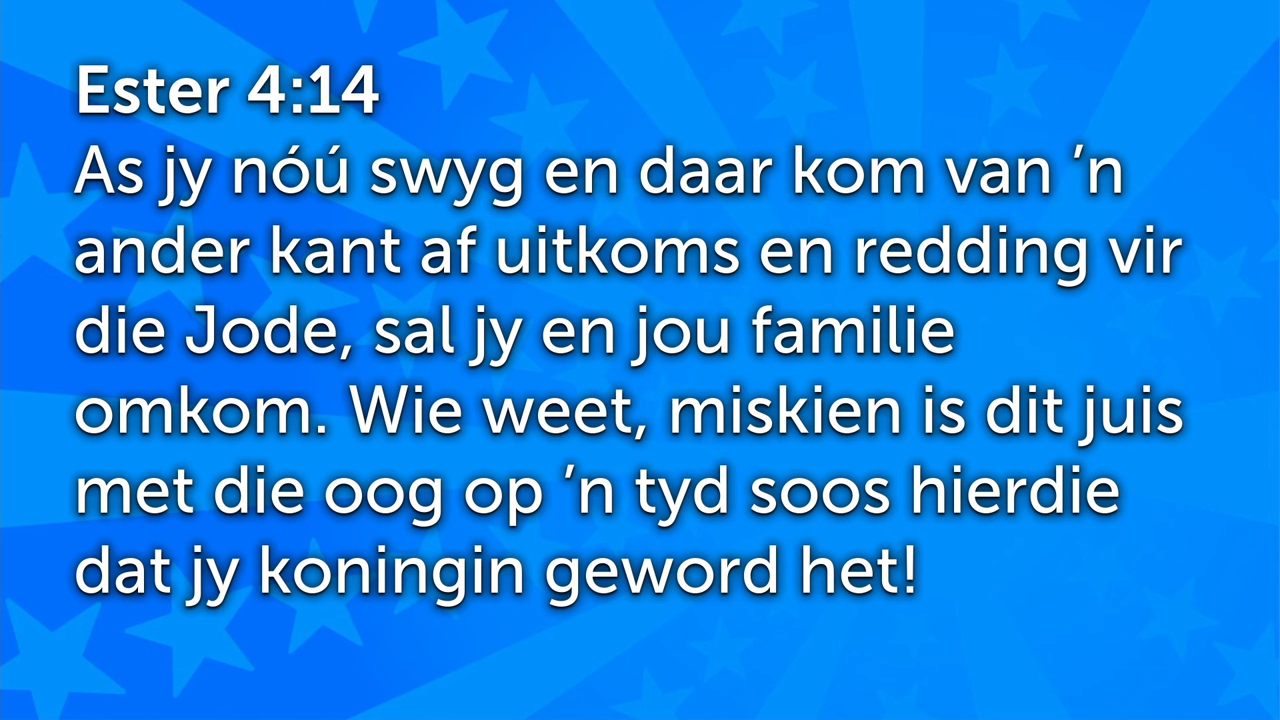 Ester 4:14
As jy nóú swyg en daar kom van ’n
ander kant af uitkoms en redding vir
die Jode, sal jy en jou familie
omkom. Wie weet, miskien is dit juis
met die oog op ’n tyd soos hierdie
dat jy koningin geword het!